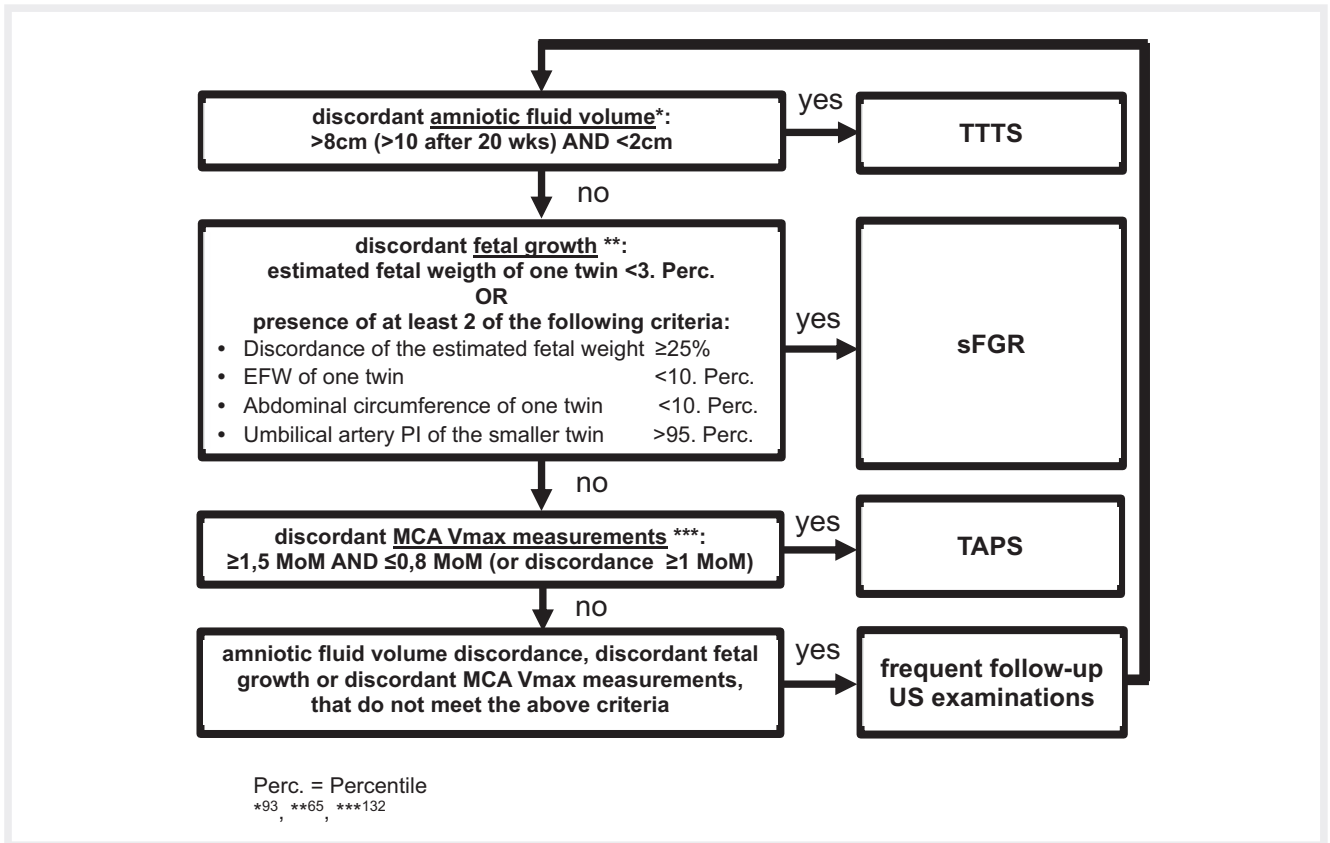 discordant amniotic fluid volume*:
>8cm (>10 after 20 wks) AND <2cm
yes
TTTS
no
discordant fetal growth **:
estimated fetal weigth of one twin <3. Perc.
OR
presence of at least 2 of the following criteria:
• Discordance of the estimated fetal weight ≥25%
• EFW of one twin <10. Perc.
• Abdominal circumference of one twin <10. Perc.
• Umbilical artery PI of the smaller twin >95. Perc.
yes
sFGR
no
discordant MCA Vmax measurements ***:
≥1,5 MoM AND ≤0,8 MoM (or discordance ≥1 MoM)
yes
TAPS
no
amniotic fluid volume discordance, discordant fetal
growth or discordant MCA Vmax measurements,
that do not meet the above criteria
yes
frequent follow-up
US examinations
Perc. = Percentile
*93, **65, ***132